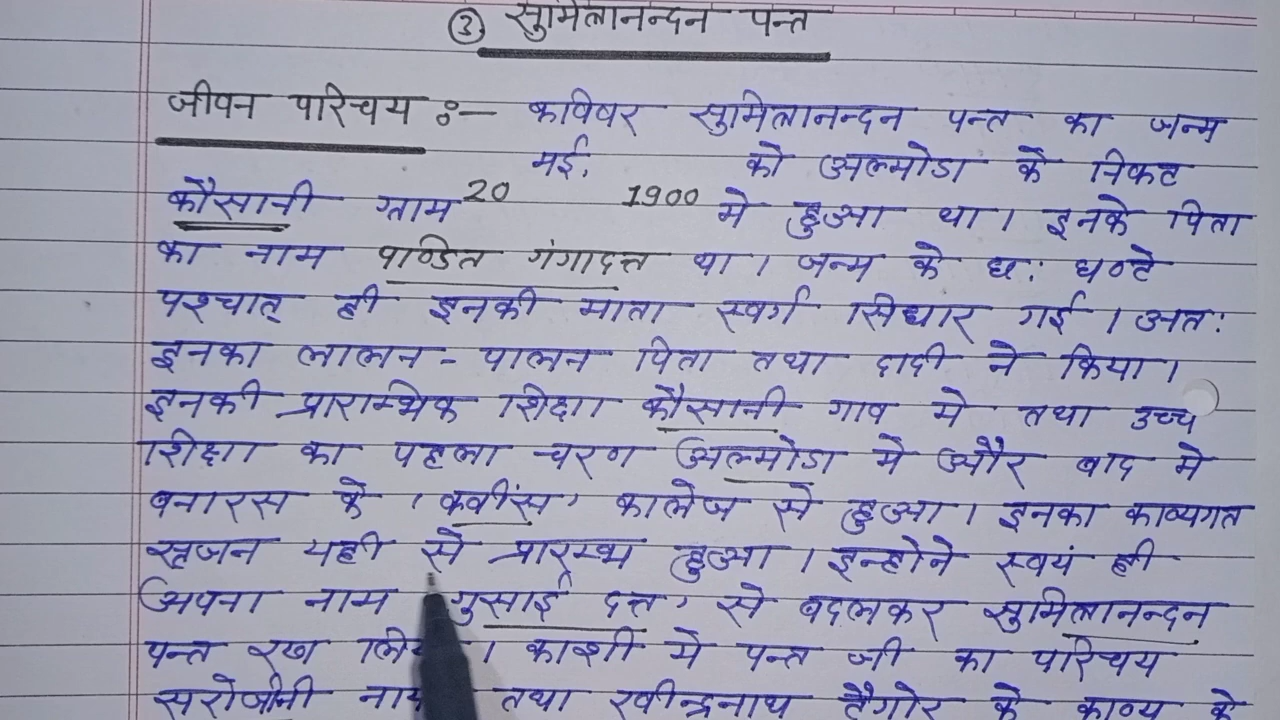 ③ सुमित्रानन्दन पन्त
जीवन परिचय :— कविवर सुमित्रानन्दन पन्त का जन्म
मई, को अल्मोडा के निकट
कौसानी ग्राम 20 1900 मे हुआ था। इनके पिता
का नाम पण्डित गंगादत्त था। जन्म के छः घण्टे
पश्चात् ही इनकी माता स्वर्ग सिधार गई। अतः
इनका लालन - पालन पिता तथा दादी ने किया।
इनकी प्रारम्भिक शिक्षा कौसानी गाव मे तथा उच्च
शिक्षा का पहला चरण अल्मोडा मे और बाद मे
बनारस के 'क्वींस' कालेज से हुआ। इनका काव्यगत
सृजन यही से प्रारम्भ हुआ। इन्होने स्वयं ही
अपना नाम गुसाई दत्त' से बदलकर सुमित्रानन्दन
पन्त रख । काशी मे पन्त जी का परिचय
सरोजीनी तथा रवीन्द्रनाथ टैगोर के काव्य के